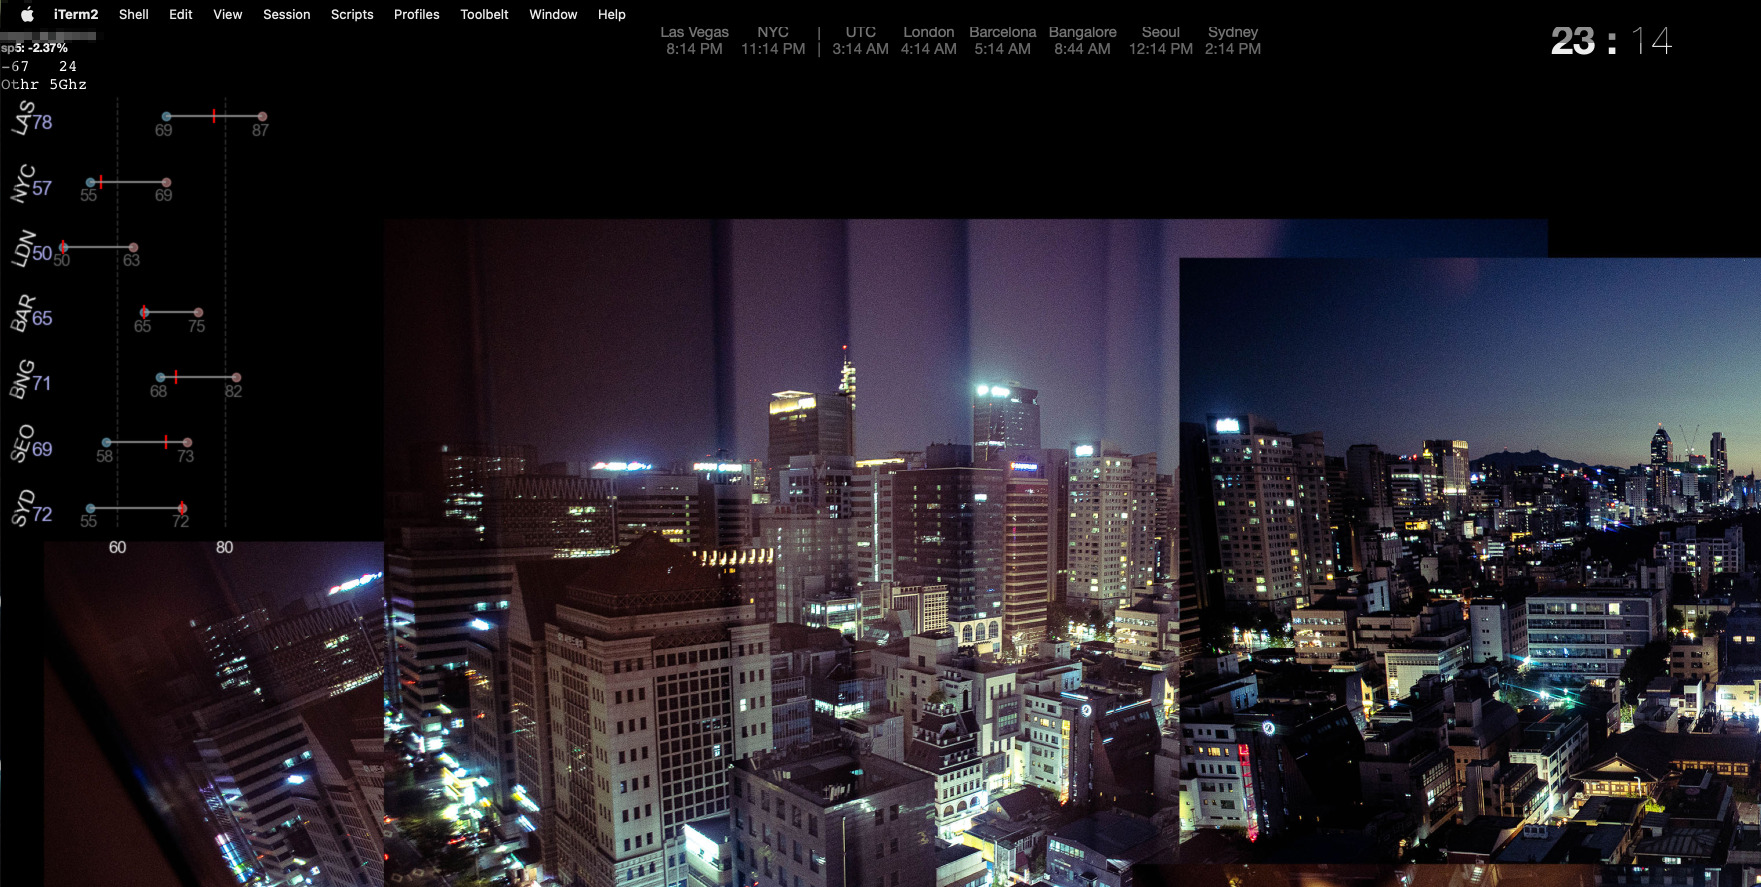 iTerm2 Shell Edit View Session Scripts Profiles Toolbelt Window Help
sp5: -2.37%
-67 24
Othr 5Ghz
Las Vegas NYC | UTC London Barcelona Bangalore Seoul Sydney
8:14 PM 11:14 PM | 3:14 AM 4:14 AM 5:14 AM 8:44 AM 12:14 PM 2:14 PM
23 : 14
LAS 78
69 87
NYC 57
55 69
LDN 50
50 63
BAR 65
65 75
BNG 71
68 82
SEO 69
58 73
SYD 72
55 72
60 80